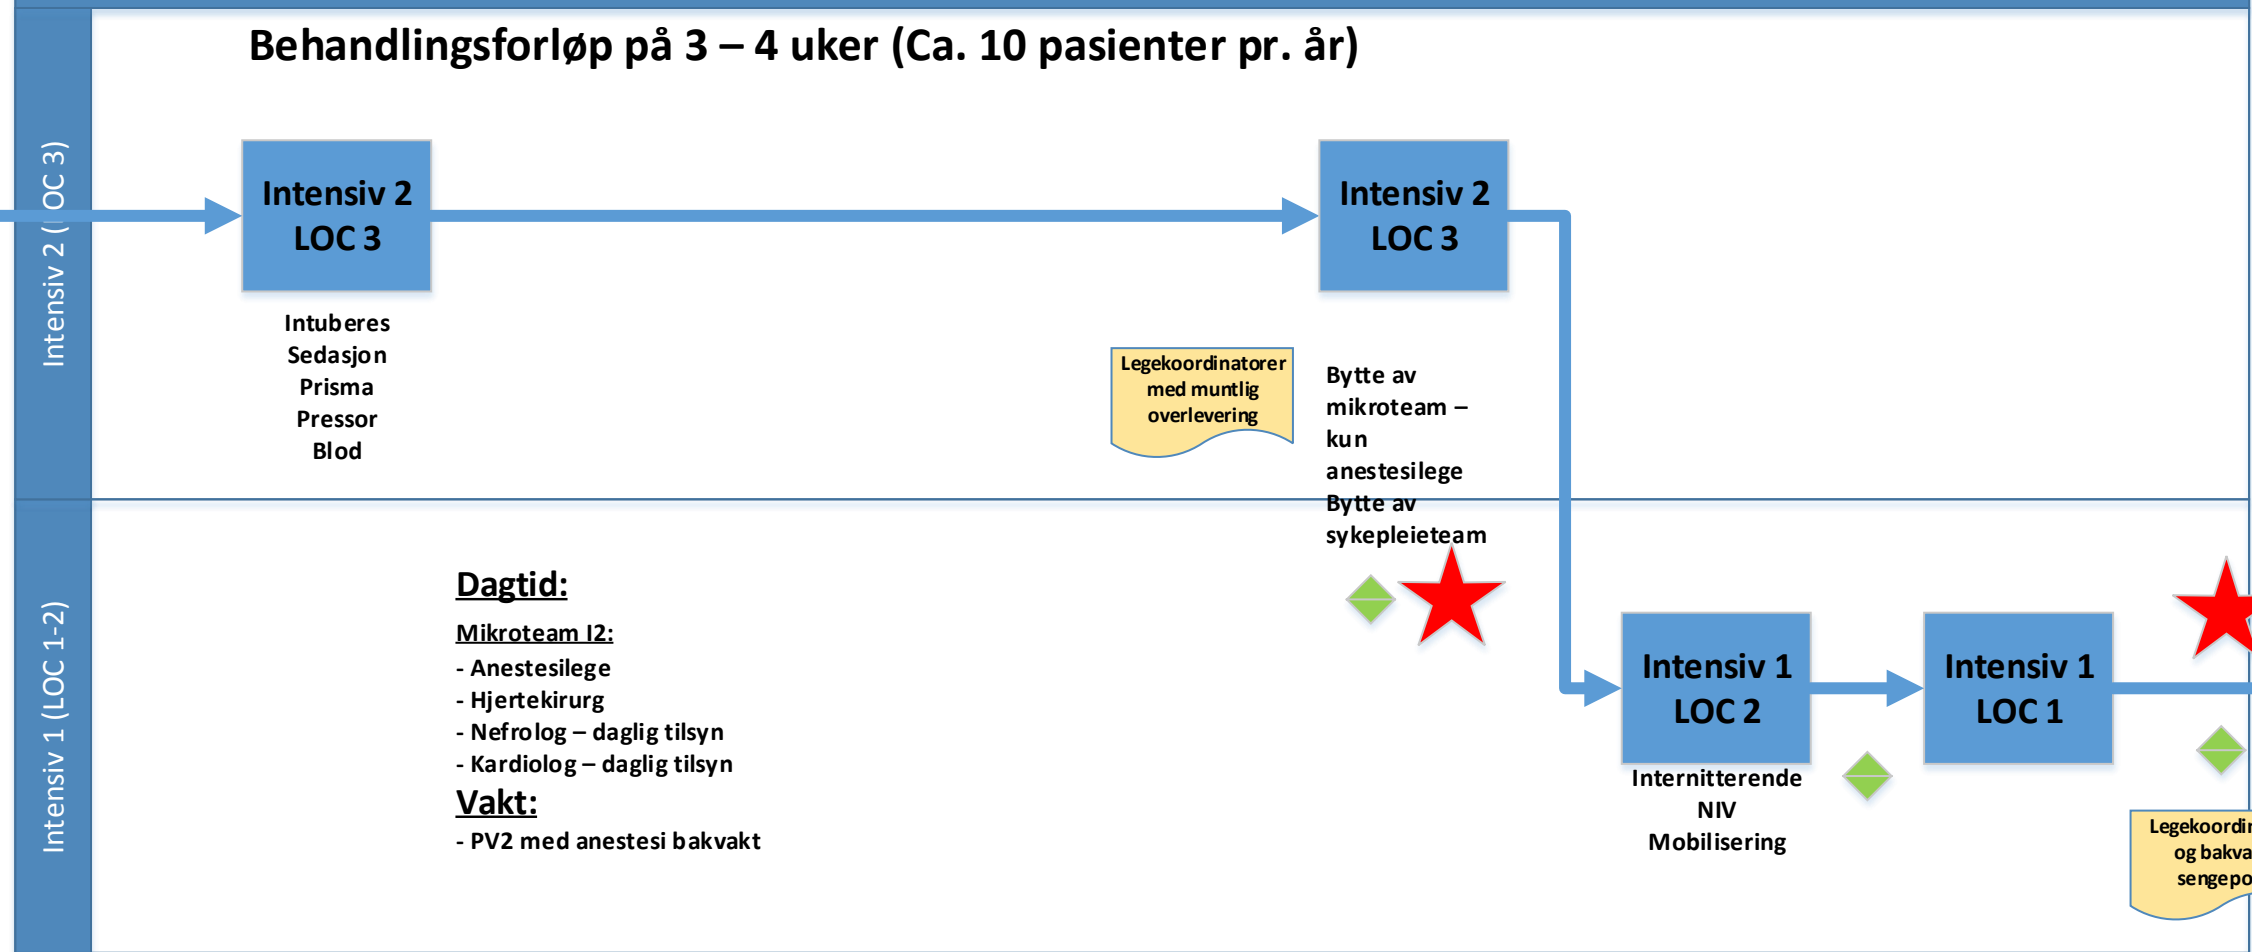 Behandlingsforløp på 3 – 4 uker (Ca. 10 pasienter pr. år)
Intensiv 2 (LOC 3)
Intensiv 2
LOC 3
Intuberes
Sedasjon
Prisma
Pressor
Blod
Intensiv 2
LOC 3
Legekoordinatorer
med muntlig
overlevering
Bytte av
mikroteam –
kun
anestesilege
Bytte av
sykepleieteam
Intensiv 1 (LOC 1-2)
Dagtid:
Mikroteam I2:
- Anestesilege
- Hjertekirurg
- Nefrolog – daglig tilsyn
- Kardiolog – daglig tilsyn
Vakt:
- PV2 med anestesi bakvakt
Intensiv 1
LOC 2
Internitterende
NIV
Mobilisering
Intensiv 1
LOC 1
og